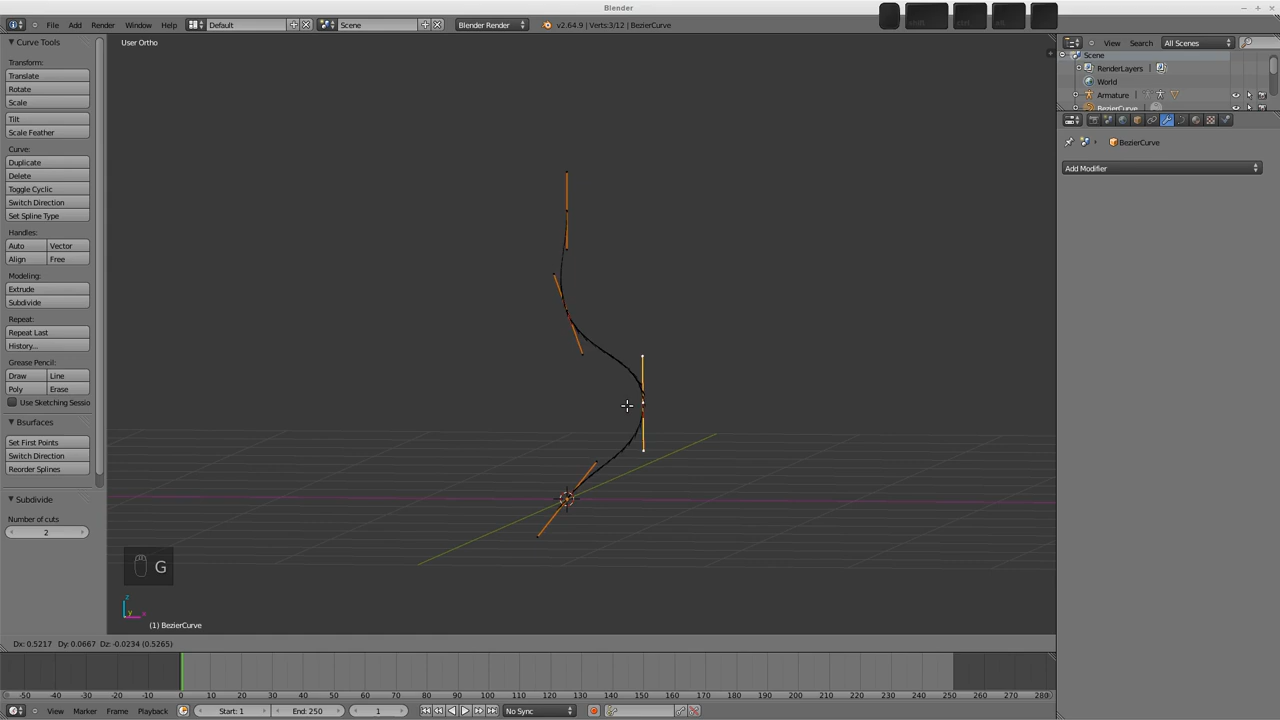 Blender
File Add Render Window Help Default Scene Blender Render v2.64.9 | Verts:3/12 | BezierCurve
shift ctrl alt
Curve Tools
User Ortho
View Search All Scenes
Scene
Transform:
RenderLayers
Translate
World
Rotate
Armature
Scale
BezierCurve
Tilt
Scale Feather
BezierCurve
Curve:
Duplicate
Add Modifier
Delete
Toggle Cyclic
Switch Direction
Set Spline Type
Handles:
Auto Vector
Align Free
Modeling:
Extrude
Subdivide
Repeat:
Repeat Last
History...
Grease Pencil:
Draw Line
Poly Erase
Use Sketching Sessio
Bsurfaces
Set First Points
Switch Direction
Reorder Splines
Subdivide
Number of cuts
2
G
z
y x
(1) BezierCurve
Dx: 0.5217 Dy: 0.0667 Dz: -0.0234 (0.5265)
-50 -40 -30 -20 -10 0 10 20 30 40 50 60 70 80 90 100 110 120 130 140 150 160 170 180 190 200 210 220 230 240 250 260 270 280
View Marker Frame Playback Start: 1 End: 250 1 No Sync